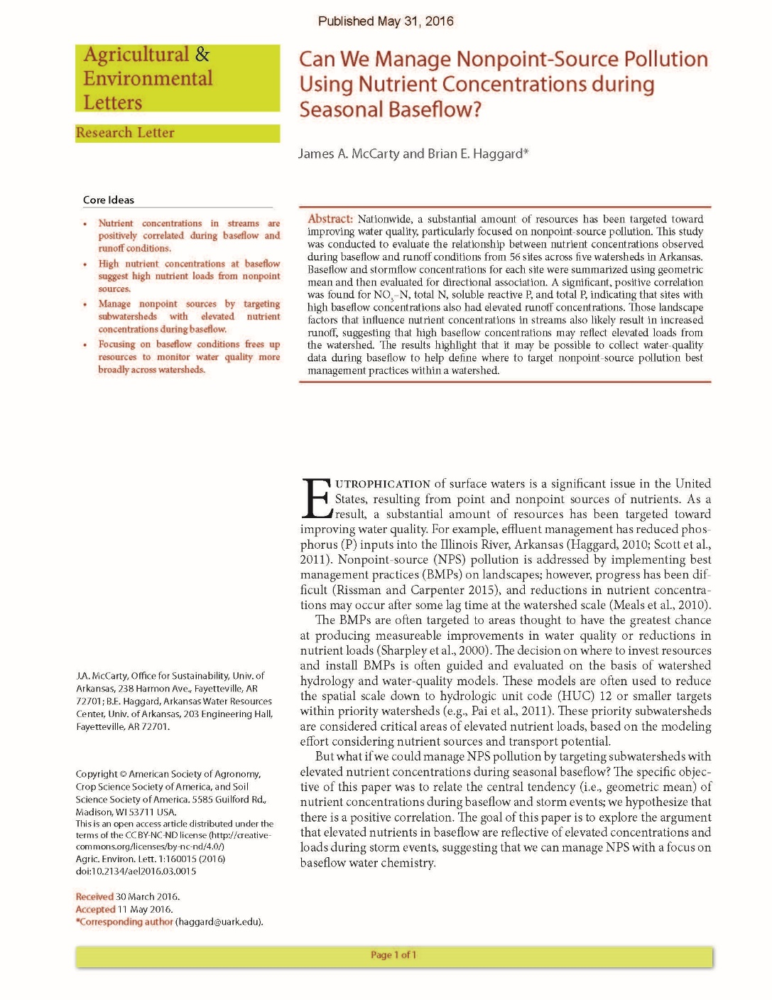 Published May 31, 2016
Agricultural &
Environmental
Letters
Research Letter
Can We Manage Nonpoint-Source Pollution
Using Nutrient Concentrations during
Seasonal Baseflow?
James A. McCarty and Brian E. Haggard*
Core Ideas
• Nutrient concentrations in streams are
positively correlated during baseflow and
runoff conditions.
• High nutrient concentrations at baseflow
suggest high nutrient loads from nonpoint
sources.
• Manage nonpoint sources by targeting
subwatersheds with elevated nutrient
concentrations during baseflow.
• Focusing on baseflow conditions frees up
resources to monitor water quality more
broadly across watersheds.
Abstract: Nationwide, a substantial amount of resources has been targeted toward
improving water quality, particularly focused on nonpoint-source pollution. This study
was conducted to evaluate the relationship between nutrient concentrations observed
during baseflow and runoff conditions from 56 sites across five watersheds in Arkansas.
Baseflow and stormflow concentrations for each site were summarized using geometric
mean and then evaluated for directional association. A significant, positive correlation
was found for NO3–N, total N, soluble reactive P, and total P, indicating that sites with
high baseflow concentrations also had elevated runoff concentrations. Those landscape
factors that influence nutrient concentrations in streams also likely result in increased
runoff, suggesting that high baseflow concentrations may reflect elevated loads from
the watershed. The results highlight that it may be possible to collect water-quality
data during baseflow to help define where to target nonpoint-source pollution best
management practices within a watershed.
EUTROPHICATION of surface waters is a significant issue in the United
States, resulting from point and nonpoint sources of nutrients. As a
result, a substantial amount of resources has been targeted toward
improving water quality. For example, effluent management has reduced phos-
phorus (P) inputs into the Illinois River, Arkansas (Haggard, 2010; Scott et al.,
2011). Nonpoint-source (NPS) pollution is addressed by implementing best
management practices (BMPs) on landscapes; however, progress has been dif-
ficult (Rissman and Carpenter 2015), and reductions in nutrient concentra-
tions may occur after some lag time at the watershed scale (Meals et al., 2010).
The BMPs are often targeted to areas thought to have the greatest chance
at producing measureable improvements in water quality or reductions in
nutrient loads (Sharpley et al., 2000). The decision on where to invest resources
and install BMPs is often guided and evaluated on the basis of watershed
hydrology and water-quality models. These models are often used to reduce
the spatial scale down to hydrologic unit code (HUC) 12 or smaller targets
within priority watersheds (e.g., Pai et al., 2011). These priority subwatersheds
are considered critical areas of elevated nutrient loads, based on the modeling
effort considering nutrient sources and transport potential.
But what if we could manage NPS pollution by targeting subwatersheds with
elevated nutrient concentrations during seasonal baseflow? The specific objec-
tive of this paper was to relate the central tendency (i.e., geometric mean) of
nutrient concentrations during baseflow and storm events; we hypothesize that
there is a positive correlation. The goal of this paper is to explore the argument
that elevated nutrients in baseflow are reflective of elevated concentrations and
loads during storm events, suggesting that we can manage NPS with a focus on
baseflow water chemistry.
J.A. McCarty, Office for Sustainability, Univ. of
Arkansas, 238 Harmon Ave., Fayetteville, AR
72701; B.E. Haggard, Arkansas Water Resources
Center, Univ. of Arkansas, 203 Engineering Hall,
Fayetteville, AR 72701.
Copyright © American Society of Agronomy,
Crop Science Society of America, and Soil
Science Society of America. 5585 Guilford Rd.,
Madison, WI 53711 USA.
This is an open access article distributed under the
terms of the CC BY-NC-ND license (http://creative-
commons.org/licenses/by-nc-nd/4.0/)
Agric. Environ. Lett. 1:160015 (2016)
doi:10.2134/ael2016.03.0015
Received 30 March 2016.
Accepted 11 May 2016.
*Corresponding author (haggard@uark.edu).
Page 1 of 1